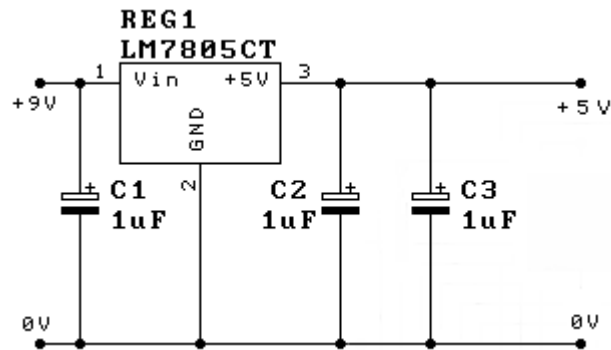 REG1
LM7805CT
1
Vin
+5V
3
+9V
+5V
GND
2
+
C1
1uF
+
C2
1uF
+
C3
1uF
0V
0V